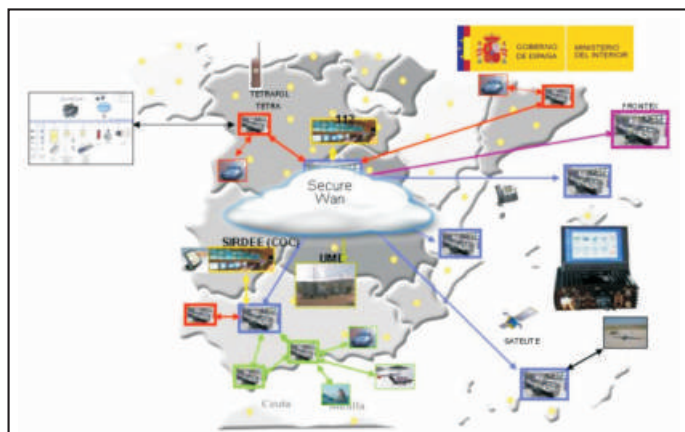 GOBIERNO
DE ESPAÑA
MINISTERIO
DEL INTERIOR
TETRAPOL
TETRA
112
FRONTEX
Secure
Wan
SIRDEE (COC)
UME
SATELITE
Ceuta
Melilla